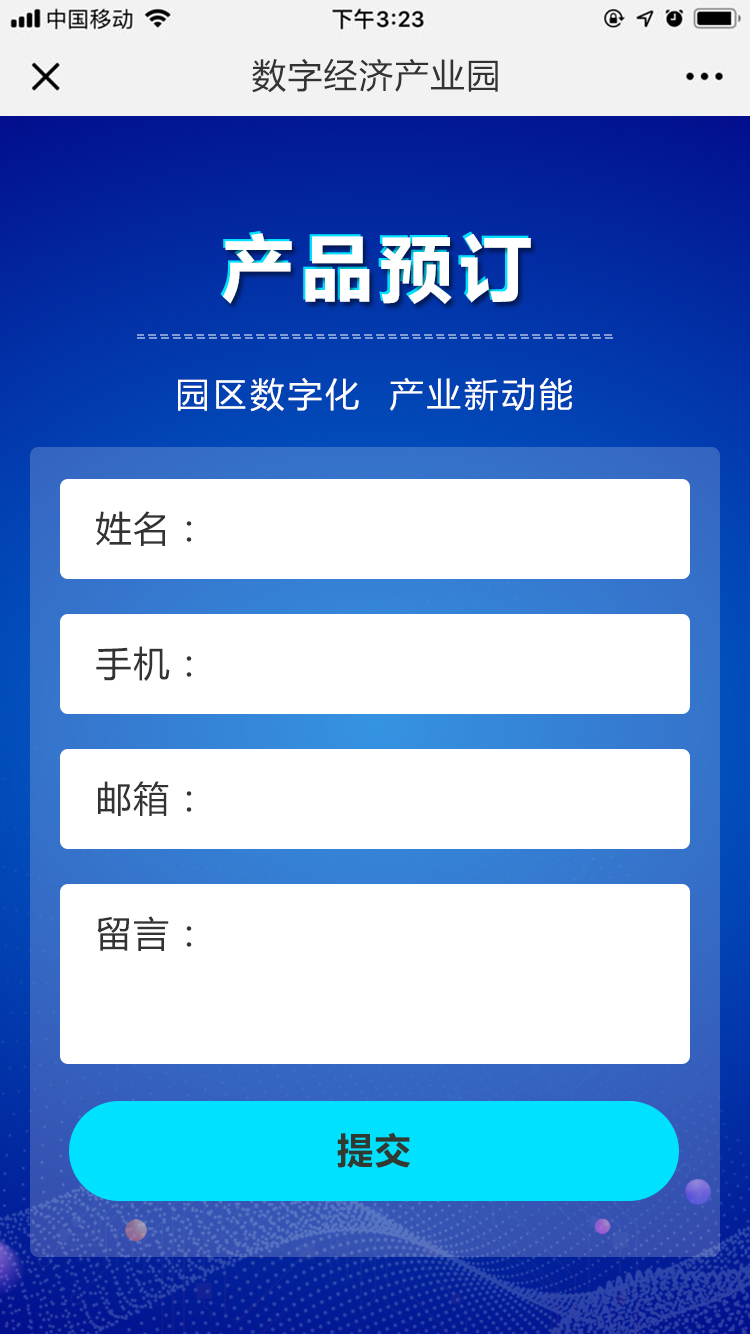 中国移动
下午3:23
数字经济产业园
产品预订
园区数字化 产业新动能
姓名：
手机：
邮箱：
留言：
提交